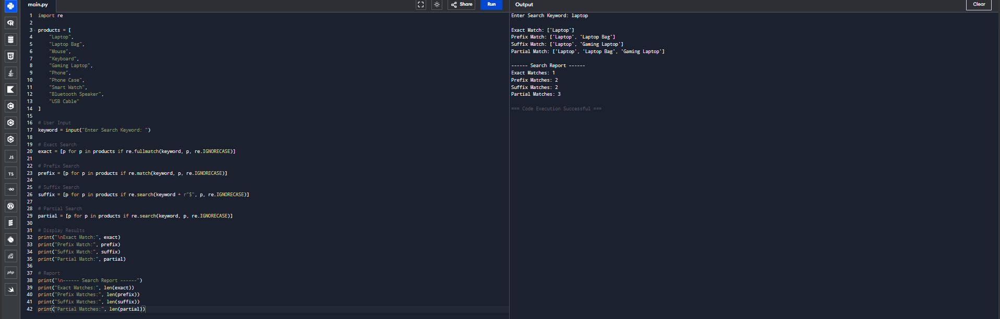 main.py
Share
Run
Output
Clear
1 import re
2
3 products = [
4     "Laptop",
5     "Laptop Bag",
6     "Mouse",
7     "Keyboard",
8     "Gaming Laptop",
9     "Phone",
10     "Phone Case",
11     "Smart Watch",
12     "Bluetooth Speaker",
13     "USB Cable"
14 ]
15
16 # User Input
17 keyword = input("Enter Search Keyword: ")
18
19 # Exact Search
20 exact = [p for p in products if re.fullmatch(keyword, p, re.IGNORECASE)]
21
22 # Prefix Search
23 prefix = [p for p in products if re.match(keyword, p, re.IGNORECASE)]
24
25 # Suffix Search
26 suffix = [p for p in products if re.search(keyword + r"$", p, re.IGNORECASE)]
27
28 # Partial Search
29 partial = [p for p in products if re.search(keyword, p, re.IGNORECASE)]
30
31 # Display Results
32 print("\nExact Match:", exact)
33 print("Prefix Match:", prefix)
34 print("Suffix Match:", suffix)
35 print("Partial Match:", partial)
36
37 # Report
38 print("\n------ Search Report ------")
39 print("Exact Matches:", len(exact))
40 print("Prefix Matches:", len(prefix))
41 print("Suffix Matches:", len(suffix))
42 print("Partial Matches:", len(partial))
Enter Search Keyword: laptop
Exact Match: ['Laptop']
Prefix Match: ['Laptop', 'Laptop Bag']
Suffix Match: ['Laptop', 'Gaming Laptop']
Partial Match: ['Laptop', 'Laptop Bag', 'Gaming Laptop']
------ Search Report ------
Exact Matches: 1
Prefix Matches: 2
Suffix Matches: 2
Partial Matches: 3
=== Code Execution Successful ===
JS
TS
GO
php